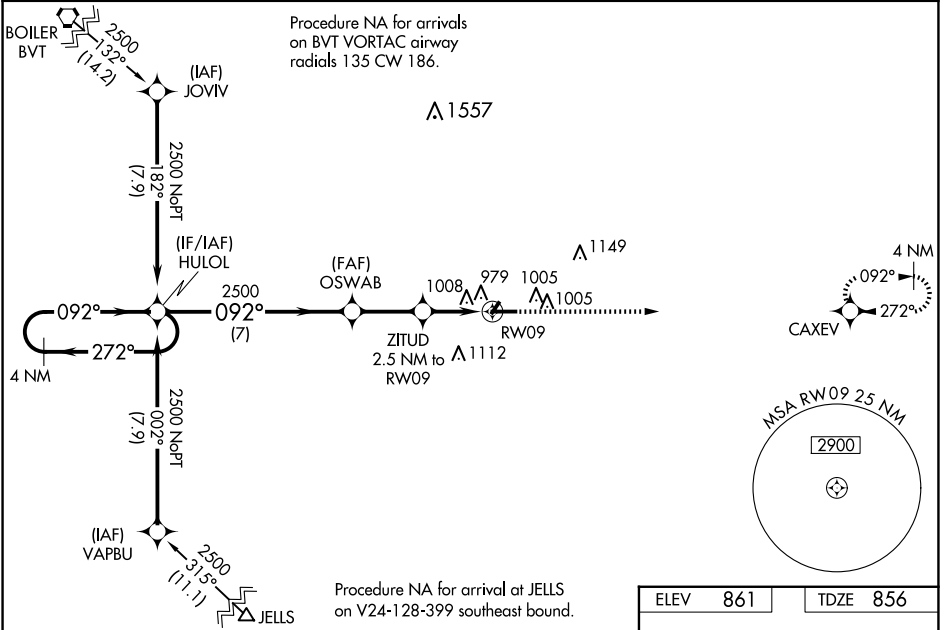 BOILER
BVT
2500
132°
(14.2)
(IAF)
JOVIV
Procedure NA for arrivals
on BVT VORTAC airway
radials 135 CW 186.
1557
2500 NoPT
182°
(7.9)
(IF/IAF)
HULOL
092°
272°
4 NM
2500
092°
(7)
(FAF)
OSWAB
ZITUD
2.5 NM to
RW09
1008
979
1005
1005
1149
1112
RW09
CAXEV
4 NM
092°
272°
2500 NoPT
002°
(7.9)
(IAF)
VAPBU
2500
315°
(11.1)
JELLS
Procedure NA for arrival at JELLS
on V24-128-399 southeast bound.
MSA RW09 25 NM
2900
ELEV 861
TDZE 856